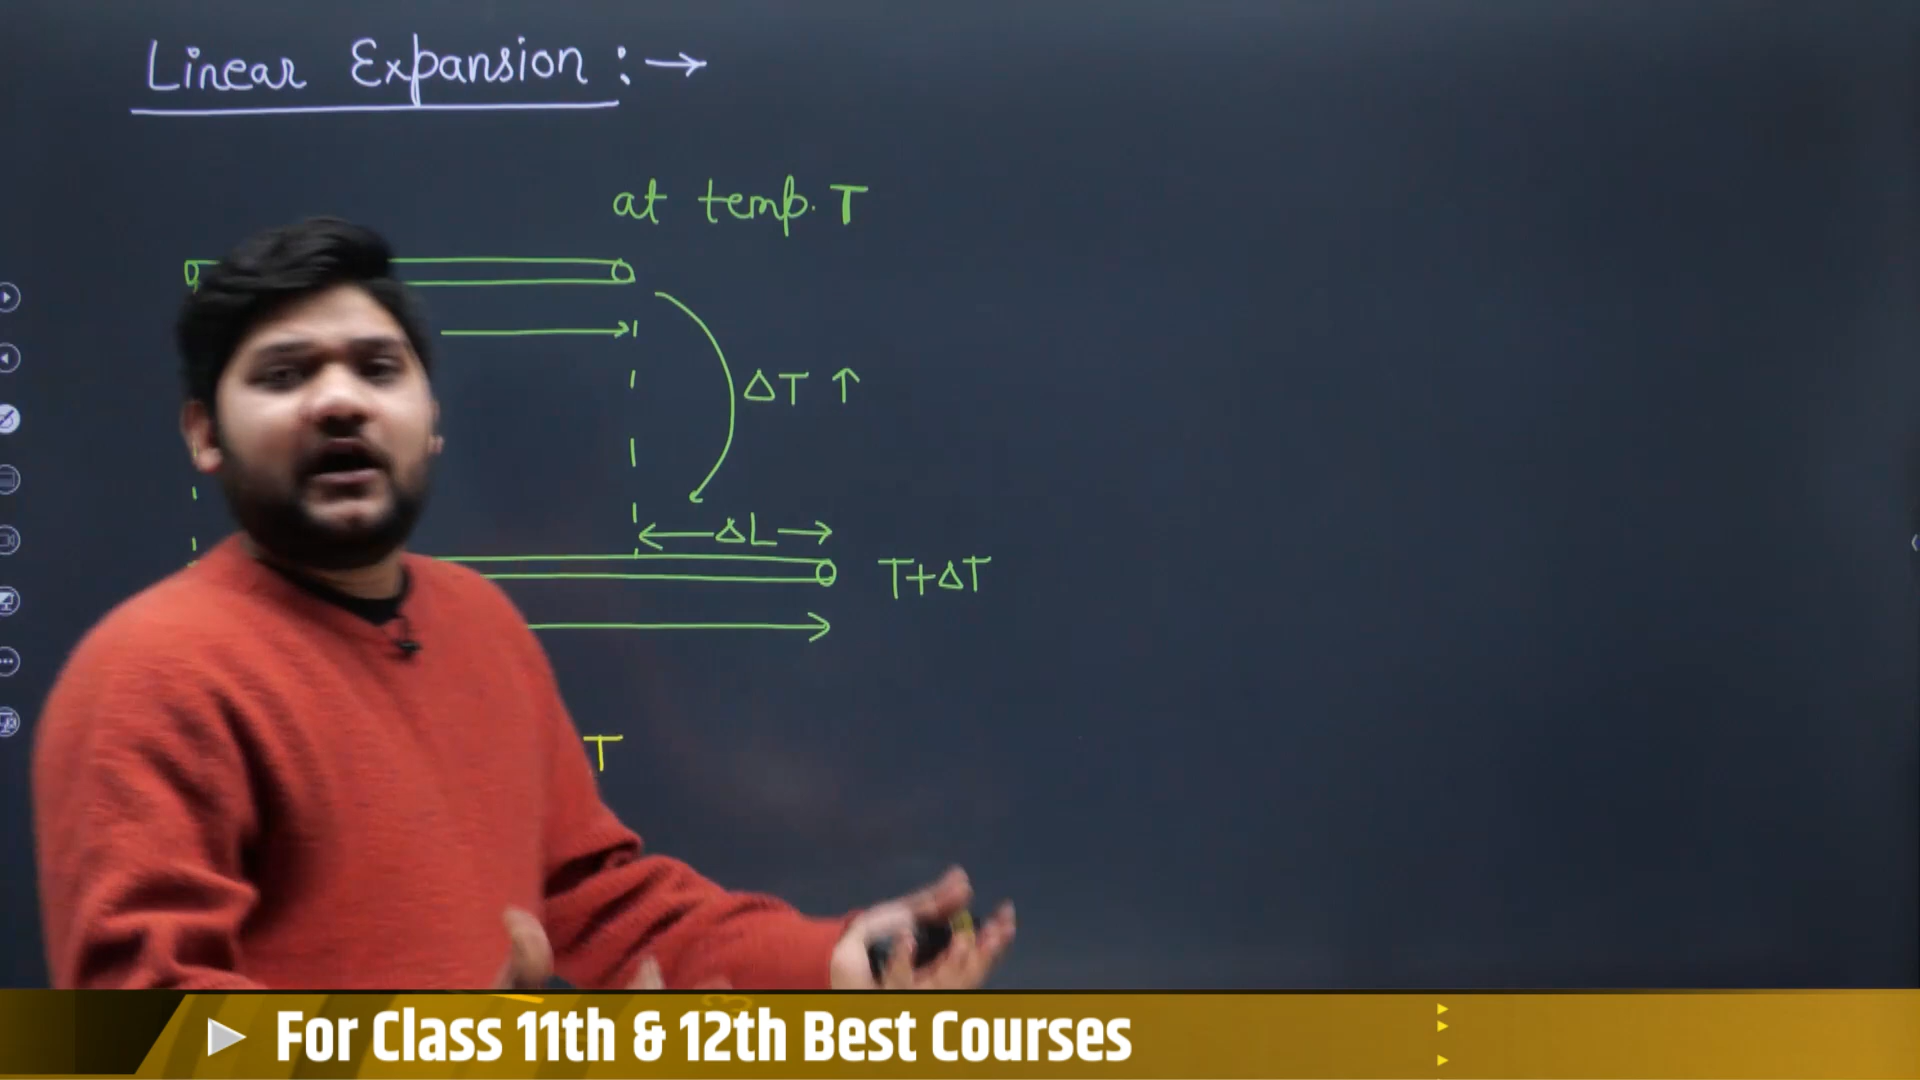 Linear Expansion :→
at temp. T
ΔT ↑
←ΔL→
T+ΔT
T
For Class 11th & 12th Best Courses